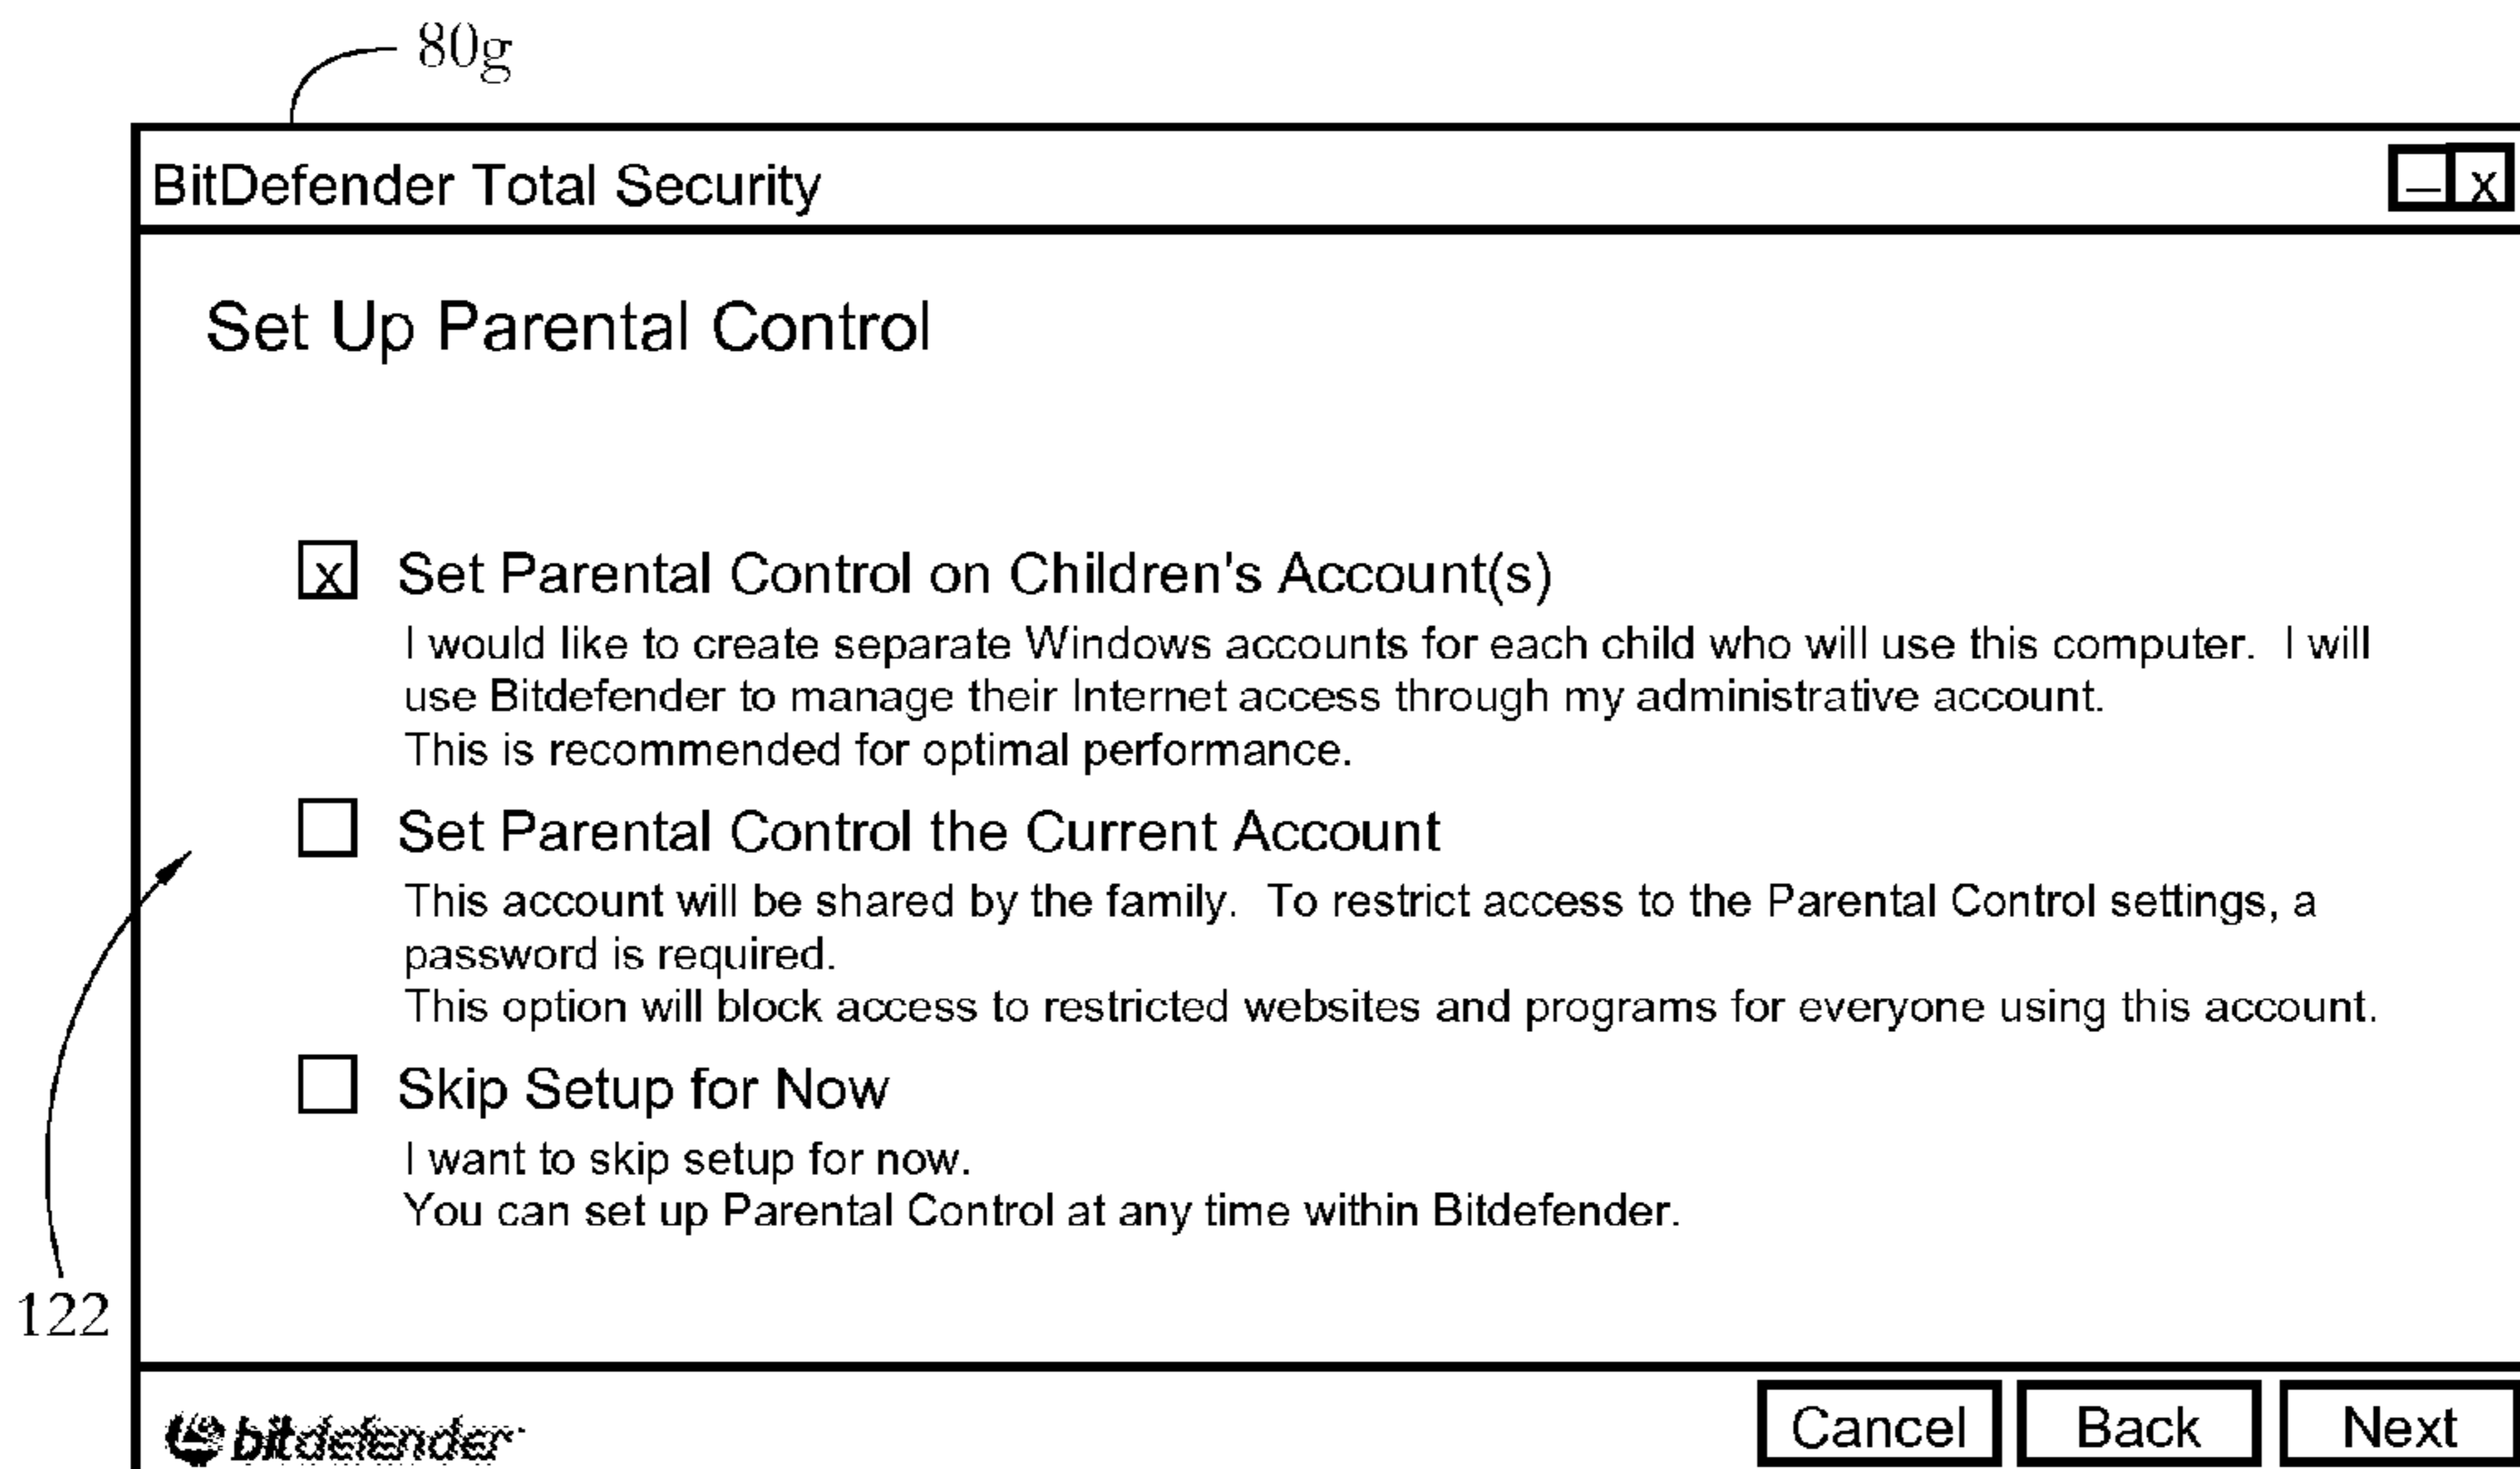 80g
BitDefender Total Security
_ x
Set Up Parental Control
x Set Parental Control on Children's Account(s)
I would like to create separate Windows accounts for each child who will use this computer. I will
use Bitdefender to manage their Internet access through my administrative account.
This is recommended for optimal performance.
Set Parental Control the Current Account
This account will be shared by the family. To restrict access to the Parental Control settings, a
password is required.
This option will block access to restricted websites and programs for everyone using this account.
Skip Setup for Now
I want to skip setup for now.
You can set up Parental Control at any time within Bitdefender.
122
bitdefender
Cancel Back Next